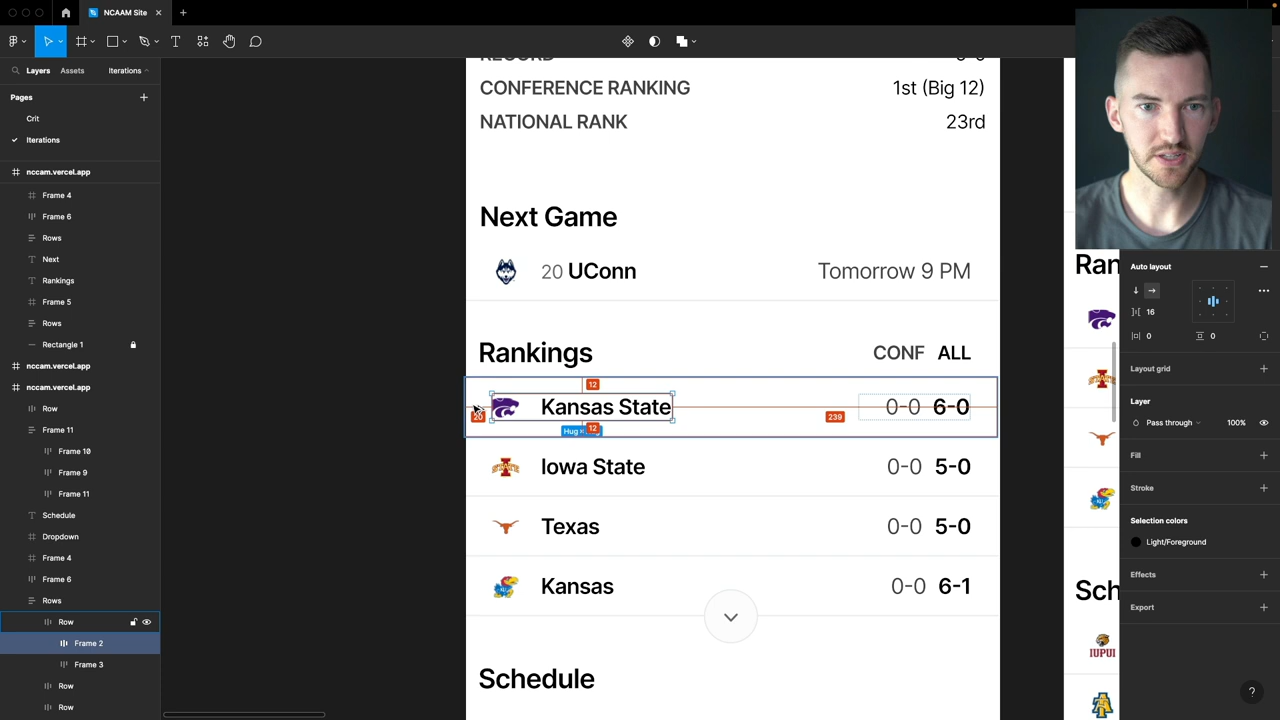 NCAAM Site
Layers
Assets
Iterations
Pages
Crit
Iterations
nccam.vercel.app
Frame 4
Frame 6
Rows
Next
Rankings
Frame 5
Rows
Rectangle 1
nccam.vercel.app
nccam.vercel.app
Row
Frame 11
Frame 10
Frame 9
Frame 11
Schedule
Dropdown
Frame 4
Frame 6
Rows
Row
Frame 2
Frame 3
Row
Row
RECORD
CONFERENCE RANKING 1st (Big 12)
NATIONAL RANK 23rd
Next Game
20 UConn Tomorrow 9 PM
Rankings CONF ALL
12
Kansas State 0-0 6-0
20
239
12
Iowa State 0-0 5-0
Texas 0-0 5-0
Kansas 0-0 6-1
Schedule
Ran
Sch
IUPUI
Auto layout
16
0
0
Layout grid
Layer
Pass through 100%
Fill
Stroke
Selection colors
Light/Foreground
Effects
Export
?